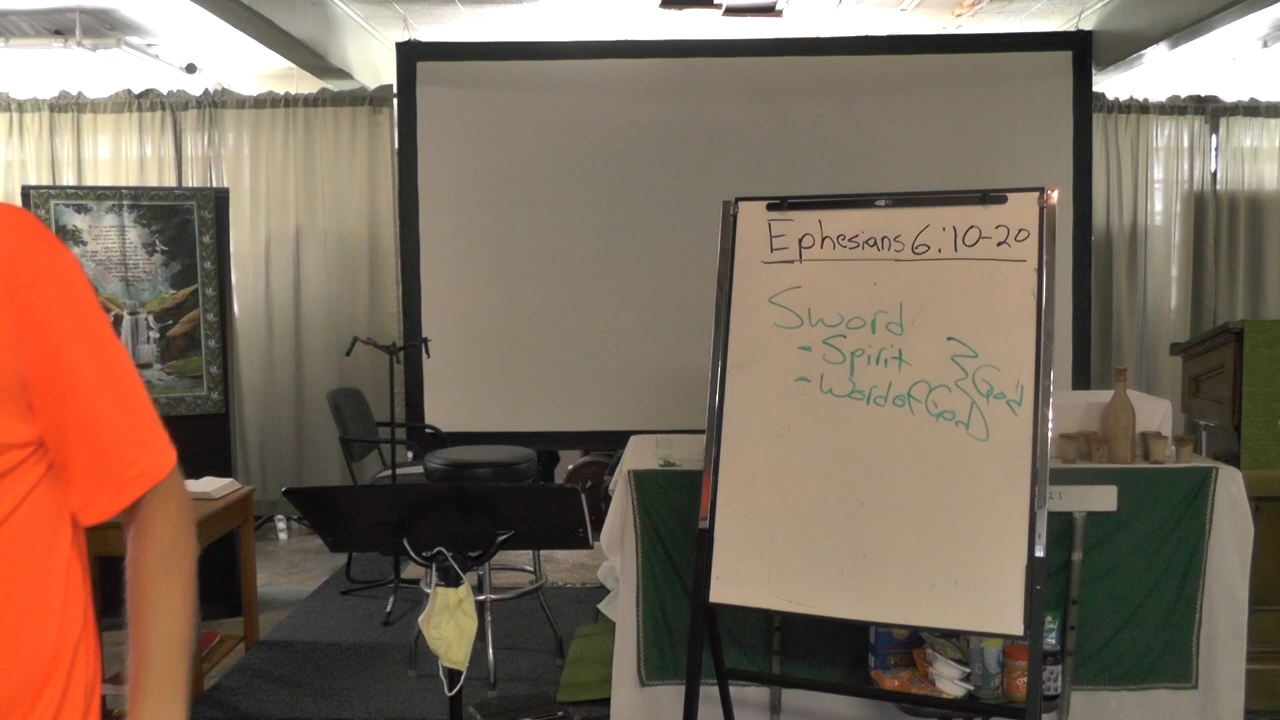 Ephesians 6:10-20
Sword
- Spirit
- Word of God
} God